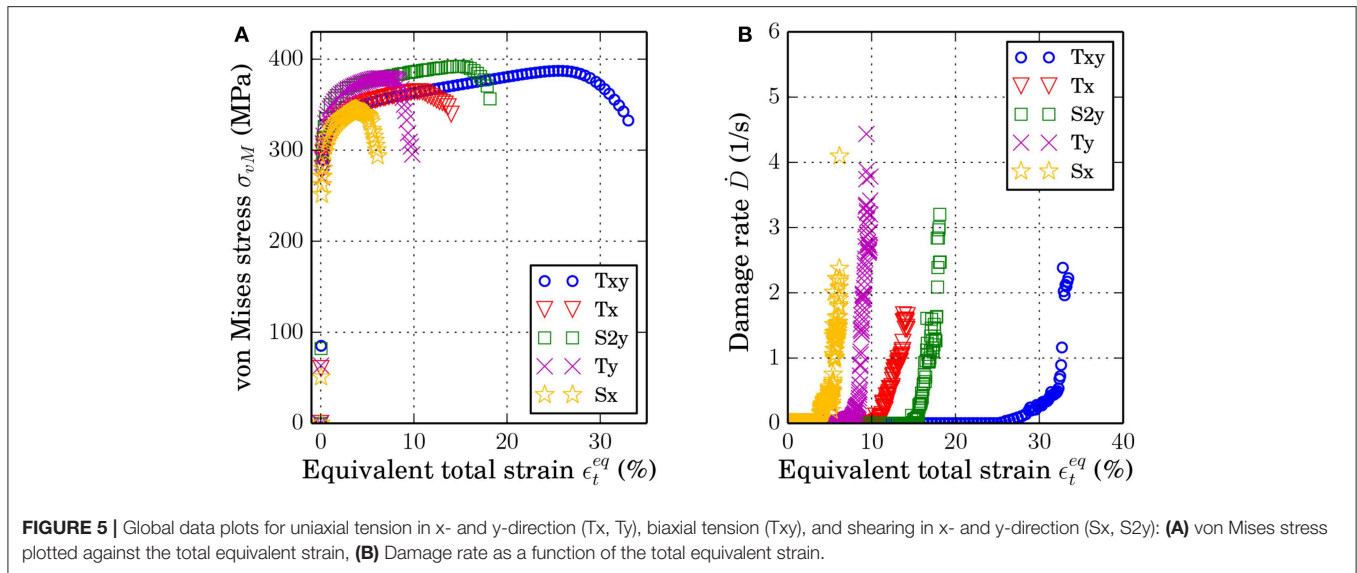 A
von Mises stress σvM (MPa)
400
300
200
100
0
Txy
Tx
S2y
Ty
Sx
0 10 20 30
Equivalent total strain ϵ_t^{eq} (%)
B
Damage rate Ḋ (1/s)
6
5
4
3
2
1
0
Txy
Tx
S2y
Ty
Sx
0 10 20 30 40
Equivalent total strain ϵ_t^{eq} (%)
FIGURE 5 | Global data plots for uniaxial tension in x- and y-direction (Tx, Ty), biaxial tension (Txy), and shearing in x- and y-direction (Sx, S2y): (A) von Mises stress
plotted against the total equivalent strain, (B) Damage rate as a function of the total equivalent strain.